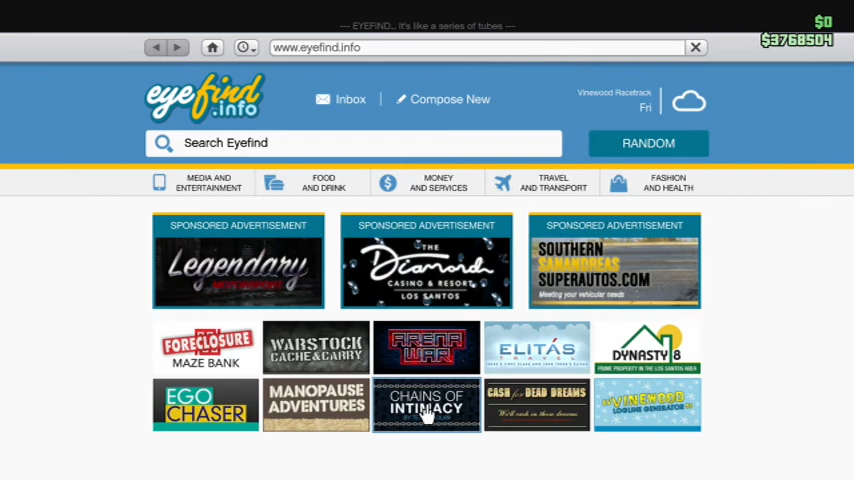 --- EYEFIND... It's like a series of tubes ---
$0
$3768504
www.eyefind.info
eyefind
.info
Inbox
Compose New
Vinewood Racetrack
Fri
Search Eyefind
RANDOM
MEDIA AND
ENTERTAINMENT
FOOD
AND DRINK
MONEY
AND SERVICES
TRAVEL
AND TRANSPORT
FASHION
AND HEALTH
SPONSORED ADVERTISEMENT
Legendary
SPONSORED ADVERTISEMENT
THE
Diamond
CASINO & RESORT
LOS SANTOS
SPONSORED ADVERTISEMENT
SOUTHERN
SANANDREAS
SUPERAUTOS.COM
Meeting your vehicular needs
FORECLOSURE
MAZE BANK
WARSTOCK
CACHE & CARRY
ARENA
WAR
ELITÁS
TRAVEL
DYNASTY 8
PRIME PROPERTY IN THE LOS SANTOS AREA
EGO
CHASER
MANOPAUSE
ADVENTURES
CHAINS OF
INTIMACY
CASH for DEAD DREAMS
We'll cash in those dreams
VINEWOOD
LOGLINE GENERATOR